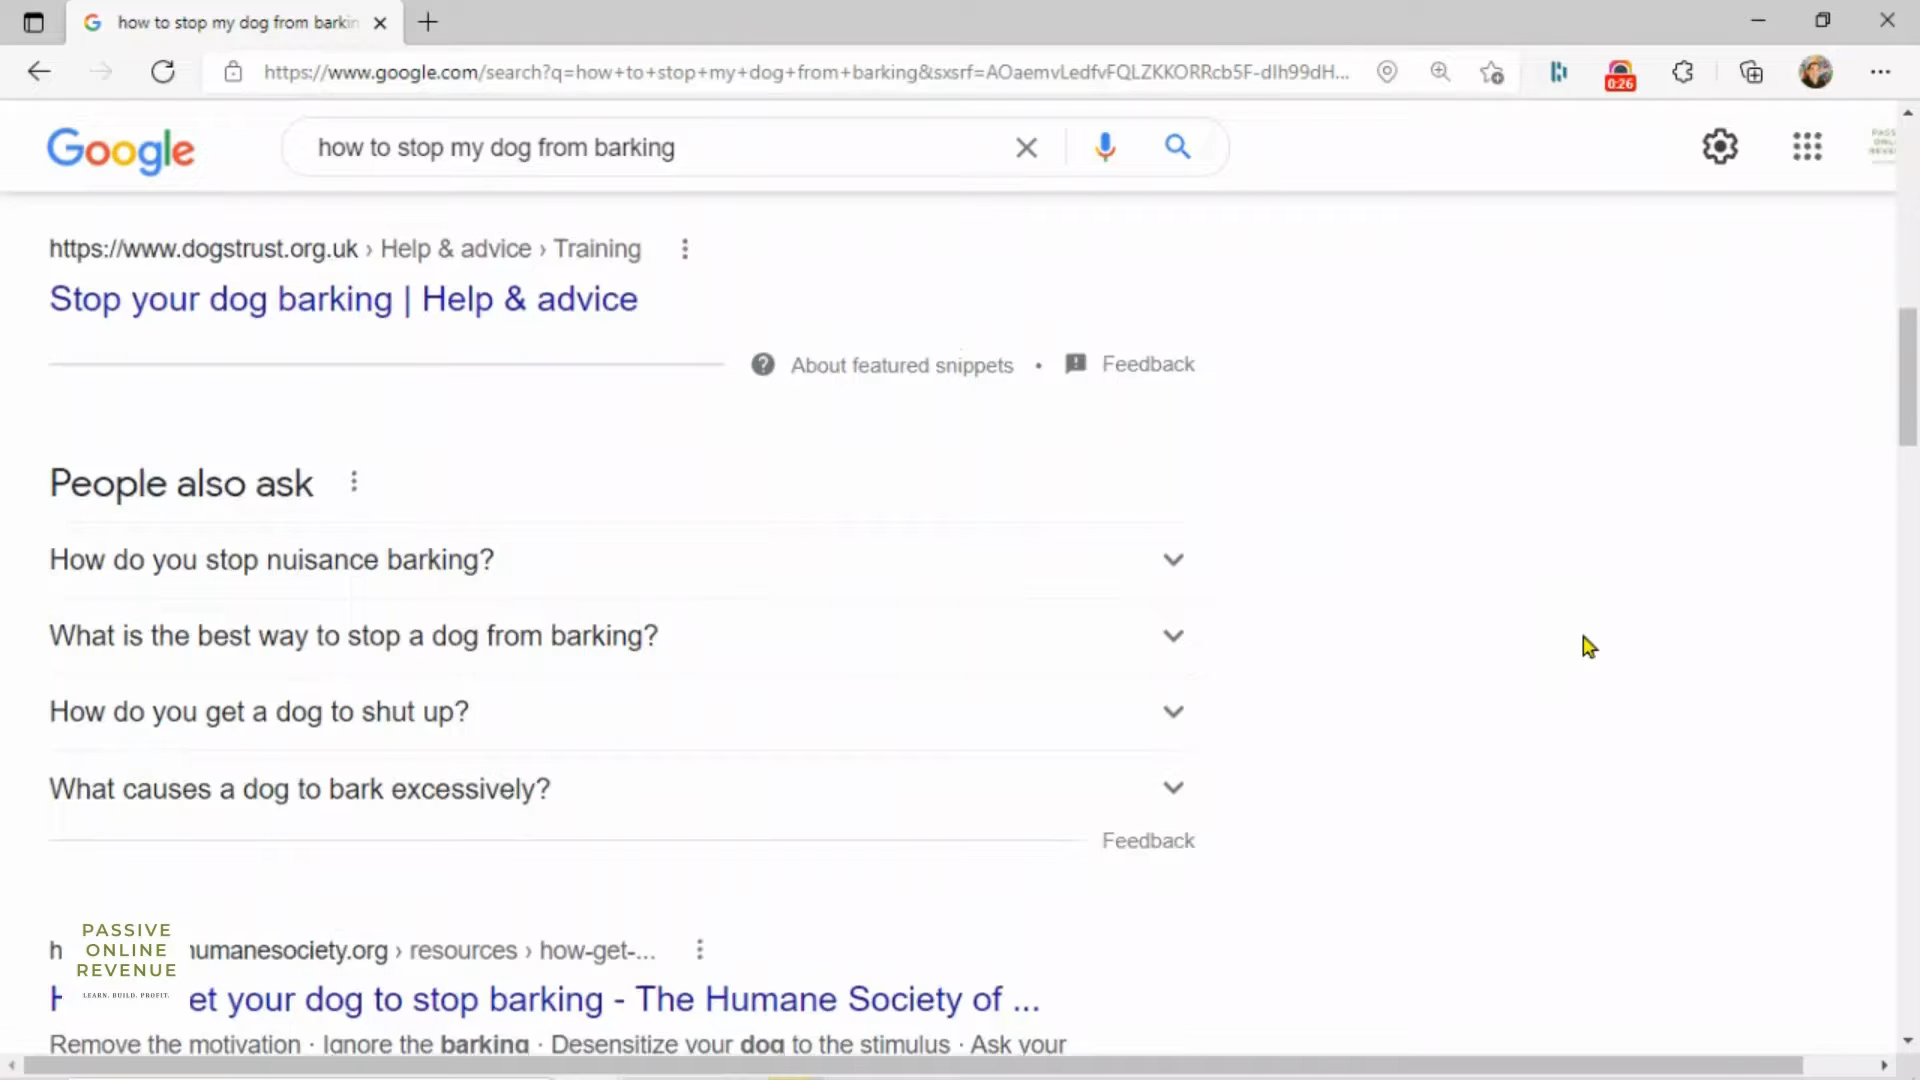 how to stop my dog from barkin
https://www.google.com/search?q=how+to+stop+my+dog+from+barking&sxsrf=AOaemvLedfvFQLZKKORRcb5F-dIh99dH...
0:26
Google
how to stop my dog from barking
https://www.dogstrust.org.uk › Help & advice › Training
Stop your dog barking | Help & advice
About featured snippets • Feedback
People also ask
How do you stop nuisance barking?
What is the best way to stop a dog from barking?
How do you get a dog to shut up?
What causes a dog to bark excessively?
Feedback
PASSIVE
ONLINE
REVENUE
LEARN. BUILD. PROFIT.
h umanesociety.org › resources › how-get-...
H et your dog to stop barking - The Humane Society of ...
Remove the motivation · Ignore the barking · Desensitize your dog to the stimulus · Ask your